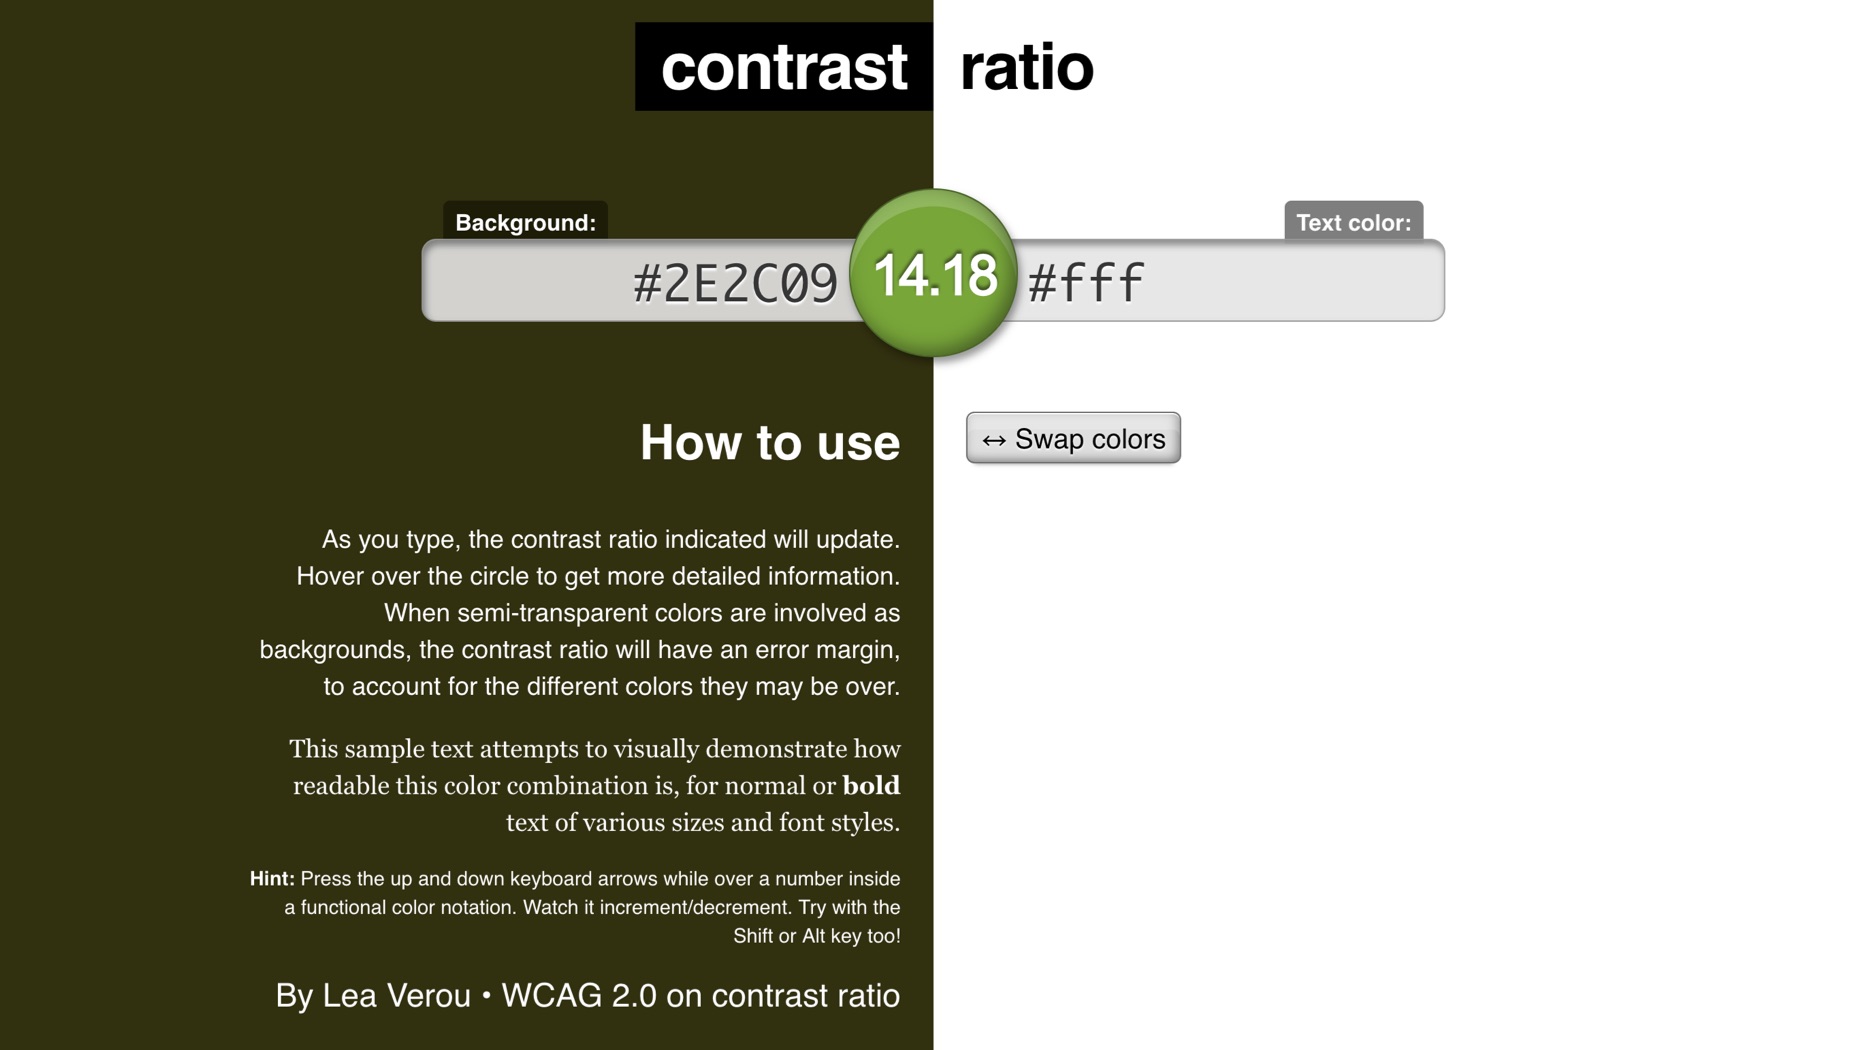 contrast ratio
Background:
Text color:
#2E2C09 14.18 #fff
How to use
↔ Swap colors
As you type, the contrast ratio indicated will update.
Hover over the circle to get more detailed information.
When semi-transparent colors are involved as
backgrounds, the contrast ratio will have an error margin,
to account for the different colors they may be over.
This sample text attempts to visually demonstrate how
readable this color combination is, for normal or bold
text of various sizes and font styles.
Hint: Press the up and down keyboard arrows while over a number inside
a functional color notation. Watch it increment/decrement. Try with the
Shift or Alt key too!
By Lea Verou • WCAG 2.0 on contrast ratio